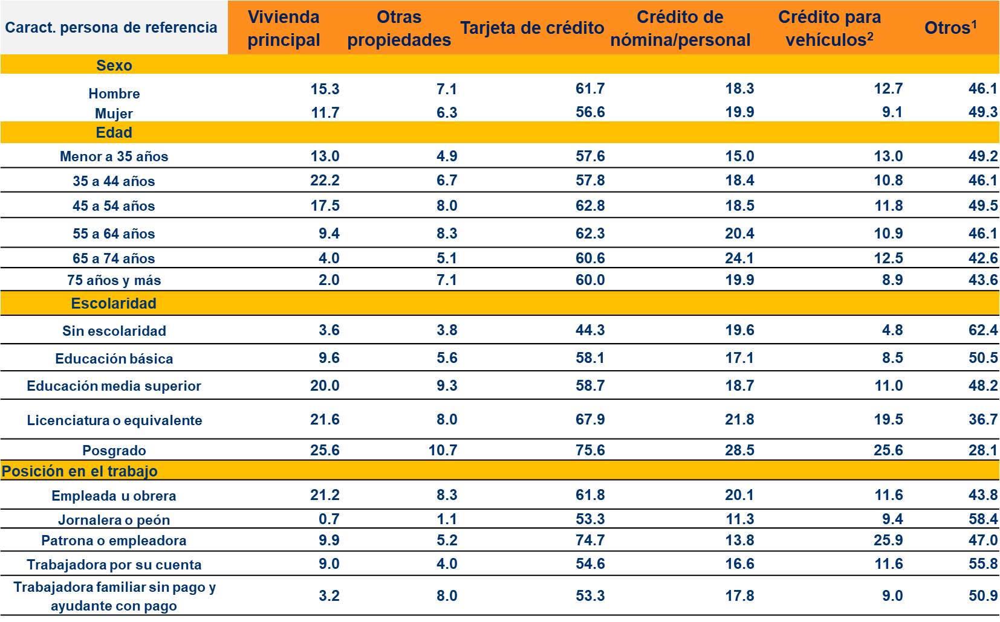 Caract. persona de referencia Vivienda principal Otras propiedades Tarjeta de crédito Crédito de nómina/personal Crédito para vehículos2 Otros1
Sexo
Hombre 15.3 7.1 61.7 18.3 12.7 46.1
Mujer 11.7 6.3 56.6 19.9 9.1 49.3
Edad
Menor a 35 años 13.0 4.9 57.6 15.0 13.0 49.2
35 a 44 años 22.2 6.7 57.8 18.4 10.8 46.1
45 a 54 años 17.5 8.0 62.8 18.5 11.8 49.5
55 a 64 años 9.4 8.3 62.3 20.4 10.9 46.1
65 a 74 años 4.0 5.1 60.6 24.1 12.5 42.6
75 años y más 2.0 7.1 60.0 19.9 8.9 43.6
Escolaridad
Sin escolaridad 3.6 3.8 44.3 19.6 4.8 62.4
Educación básica 9.6 5.6 58.1 17.1 8.5 50.5
Educación media superior 20.0 9.3 58.7 18.7 11.0 48.2
Licenciatura o equivalente 21.6 8.0 67.9 21.8 19.5 36.7
Posgrado 25.6 10.7 75.6 28.5 25.6 28.1
Posición en el trabajo
Empleada u obrera 21.2 8.3 61.8 20.1 11.6 43.8
Jornalera o peón 0.7 1.1 53.3 11.3 9.4 58.4
Patrona o empleadora 9.9 5.2 74.7 13.8 25.9 47.0
Trabajadora por su cuenta 9.0 4.0 54.6 16.6 11.6 55.8
Trabajadora familiar sin pago y ayudante con pago 3.2 8.0 53.3 17.8 9.0 50.9